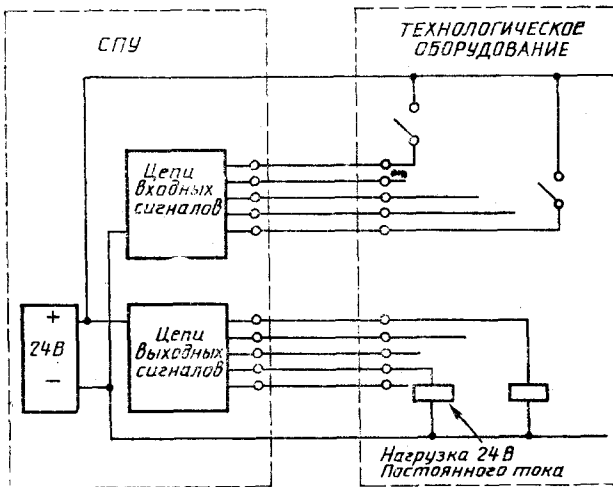 СПУ
ТЕХНОЛОГИЧЕСКОЕ
ОБОРУДОВАНИЕ
Цепи
входных
сигналов
+
24В
−
Цепи
выходных
сигналов
Нагрузка 24В
Постоянного тока